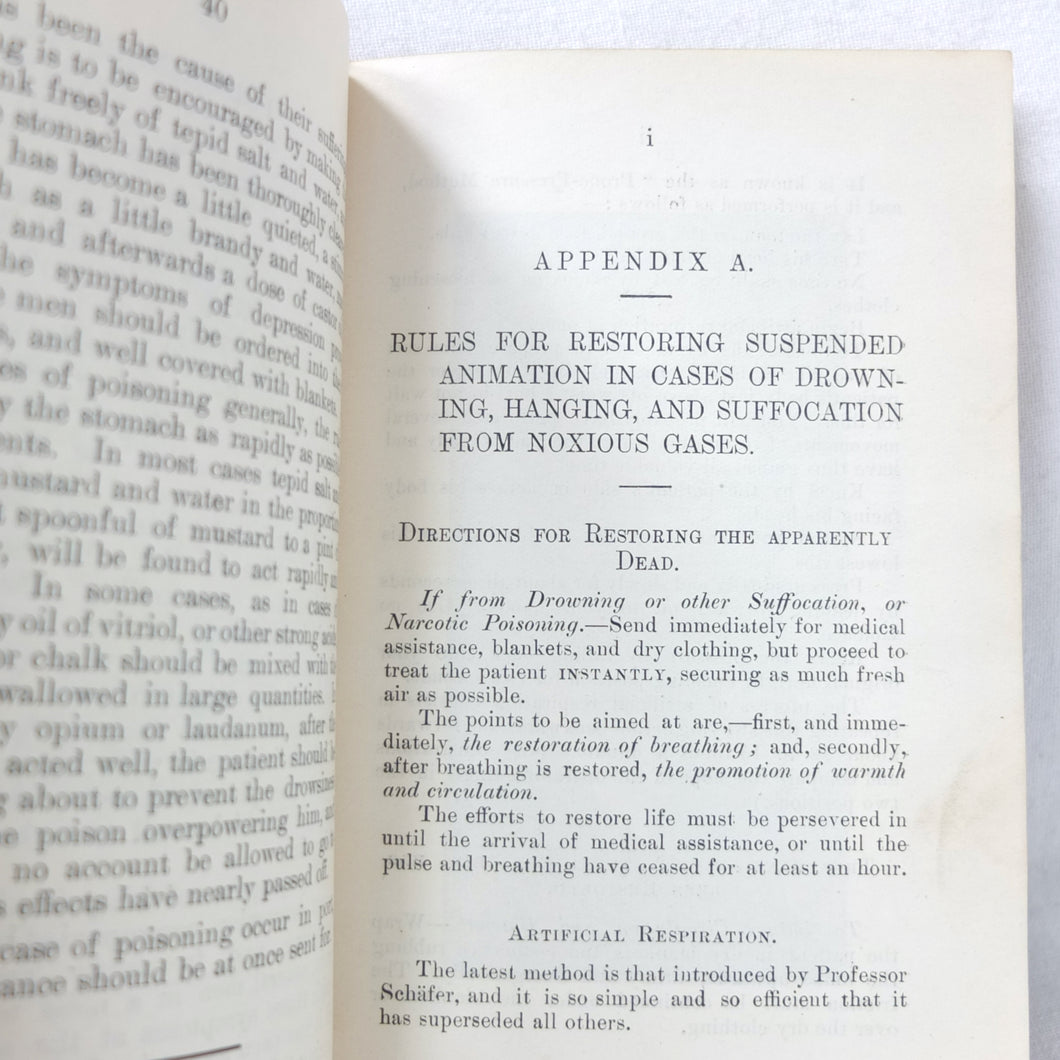 40
s been the cause of their
ng is to be encouraged by making
nk freely of tepid salt and water,
stomach has been thoroughly
has become a little quieted, a
as a little brandy and water,
and afterwards a dose of castor
he symptoms of depression
men should be ordered into
s, and well covered with blankets.
es of poisoning generally, the
y the stomach as rapidly as
ents. In most cases tepid salt
mustard and water in the
spoonful of mustard to a pint
, will be found to act rapidly
In some cases, as in cases
y oil of vitriol, or other strong
or chalk should be mixed with
wallowed in large quantities.
y opium or laudanum, after
acted well, the patient should
g about to prevent the
e poison overpowering him,
no account be allowed to go
s effects have nearly passed off.
case of poisoning occur in
ance should be at once sent for.
i
APPENDIX A.
RULES FOR RESTORING SUSPENDED
ANIMATION IN CASES OF DROWN-
ING, HANGING, AND SUFFOCATION
FROM NOXIOUS GASES.
DIRECTIONS FOR RESTORING THE APPARENTLY
DEAD.
If from Drowning or other Suffocation, or
Narcotic Poisoning.—Send immediately for medical
assistance, blankets, and dry clothing, but proceed to
treat the patient INSTANTLY, securing as much fresh
air as possible.
The points to be aimed at are,—first, and imme-
diately, the restoration of breathing; and, secondly,
after breathing is restored, the promotion of warmth
and circulation.
The efforts to restore life must be persevered in
until the arrival of medical assistance, or until the
pulse and breathing have ceased for at least an hour.
ARTIFICIAL RESPIRATION.
The latest method is that introduced by Professor
Schäfer, and it is so simple and so efficient that it
has superseded all others.